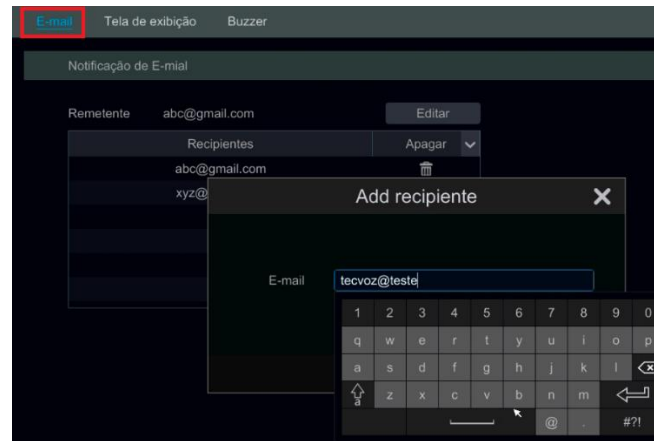 E-mail Tela de exibição Buzzer
Notificação de E-mial
Remetente abc@gmail.com Editar
Recipientes Apagar
abc@gmail.com
xyz@
Add recipiente
E-mail tecvoz@teste
1 2 3 4 5 6 7 8 9 0
q w e r t y u i o p
a s d f g h j k l
a z x c v b n m
@ . #?!